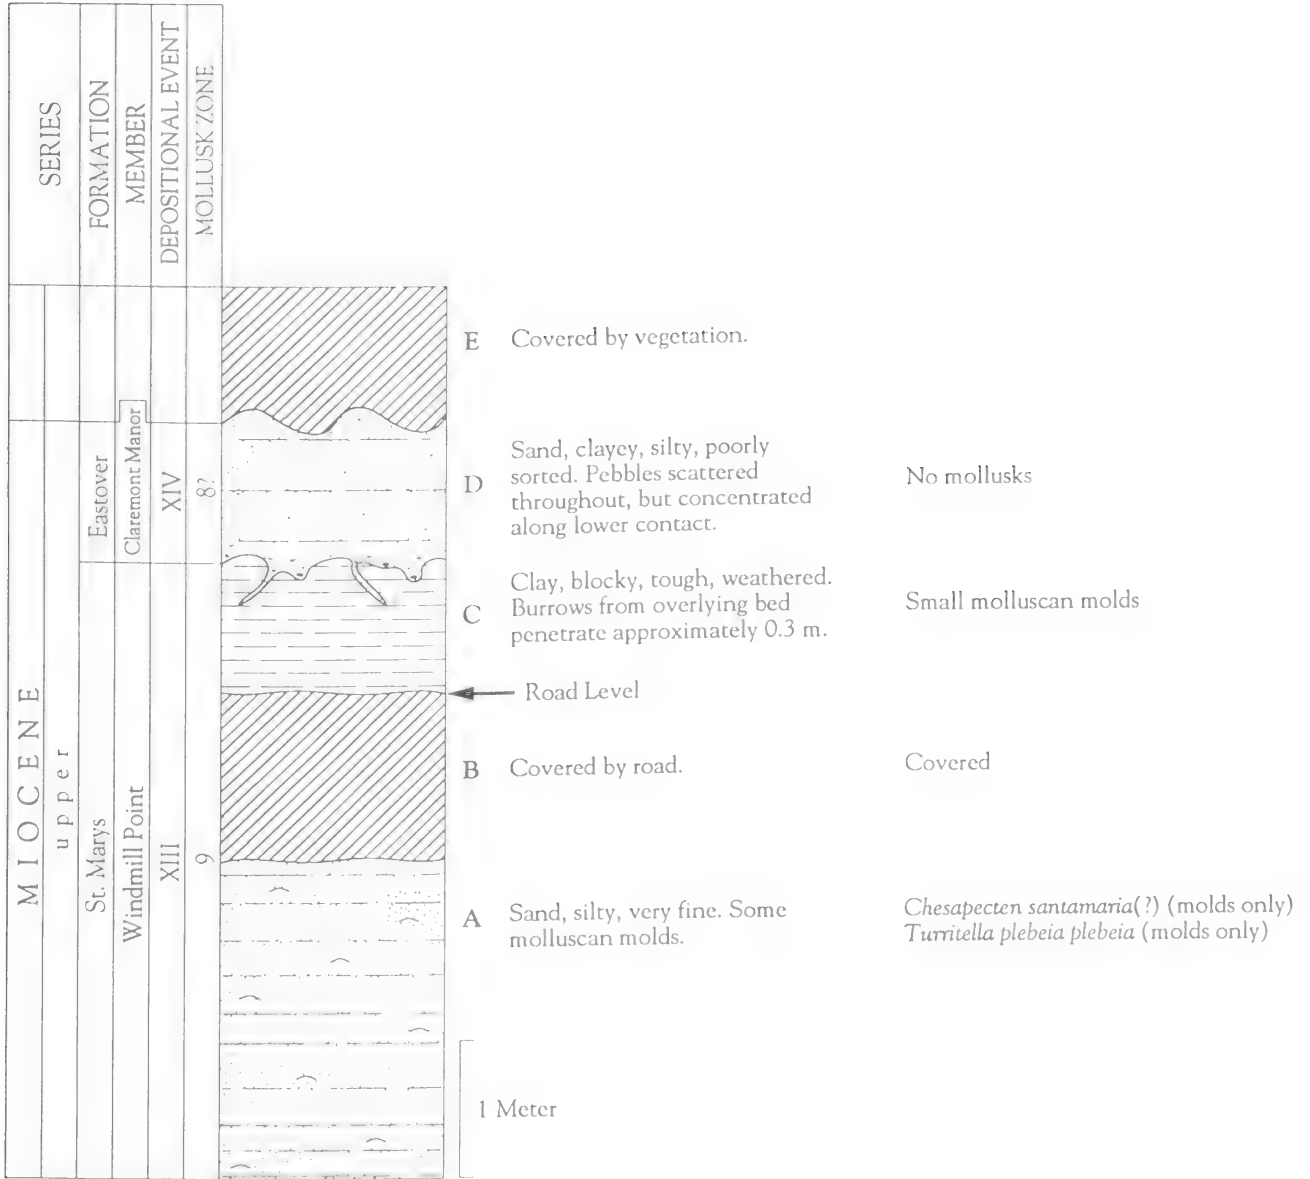 SERIES
FORMATION
MEMBER
DEPOSITIONAL EVENT
MOLLUSK ZONE
MIOCENE
upper
Eastover
St. Marys
Claremont Manor
Windmill Point
XIV
XIII
8?
9
E Covered by vegetation.
D Sand, clayey, silty, poorly
sorted. Pebbles scattered
throughout, but concentrated
along lower contact.
No mollusks
C Clay, blocky, tough, weathered.
Burrows from overlying bed
penetrate approximately 0.3 m.
Small molluscan molds
Road Level
B Covered by road.
Covered
A Sand, silty, very fine. Some
molluscan molds.
Chesapecten santamaria(?) (molds only)
Turritella plebeia plebeia (molds only)
1 Meter